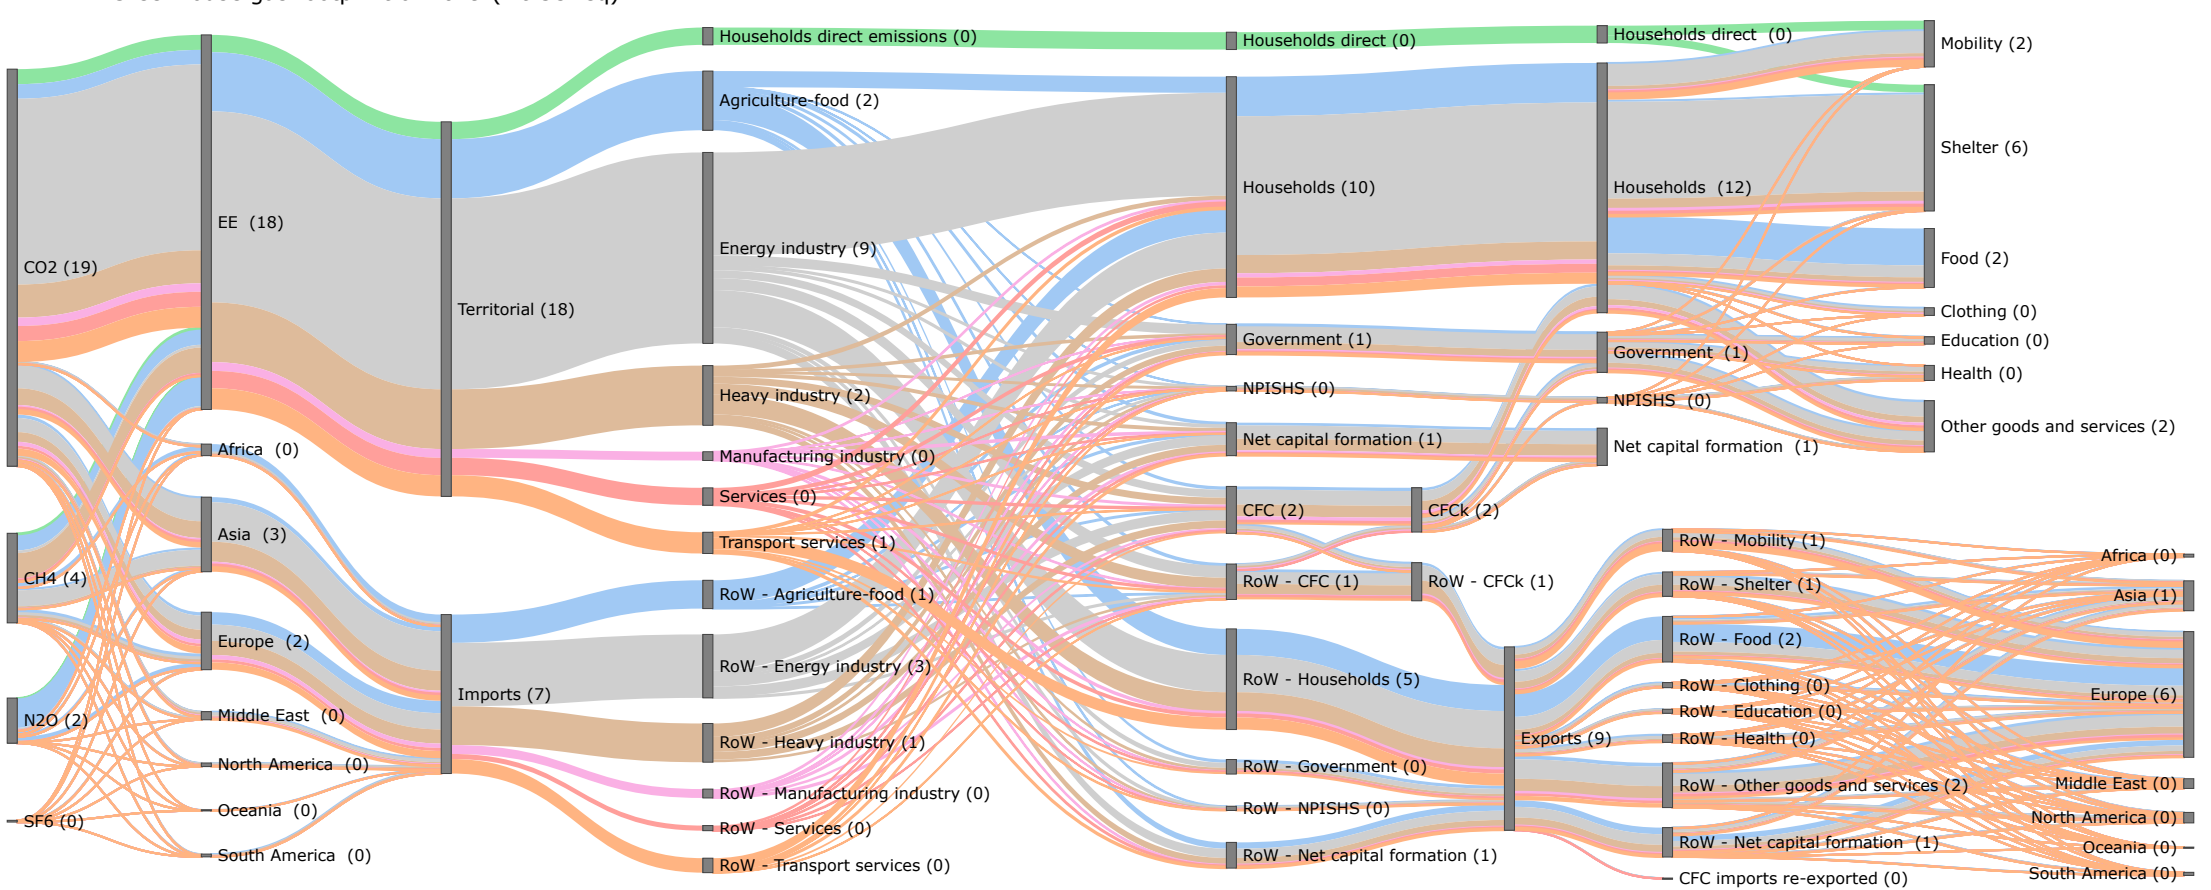 Households direct emissions (0)
Households direct (0)
Households direct  (0)
Mobility (2)
Agriculture-food (2)
Shelter (6)
Households (10)
Households  (12)
EE  (18)
Energy industry (9)
Food (2)
CO2 (19)
Territorial (18)
Clothing (0)
Government (1)
Government  (1)
Education (0)
Health (0)
Heavy industry (2)
NPISHS (0)
NPISHS  (0)
Other goods and services (2)
Net capital formation (1)
Net capital formation  (1)
Africa  (0)
Manufacturing industry (0)
Services (0)
CFC (2)
CFCk (2)
Asia  (3)
Transport services (1)
RoW - Mobility (1)
Africa (0)
CH4 (4)
RoW - CFC (1)
RoW - CFCk (1)
RoW - Shelter (1)
Asia (1)
RoW - Agriculture-food (1)
Europe  (2)
RoW - Food (2)
RoW - Energy industry (3)
RoW - Households (5)
RoW - Clothing (0)
Europe (6)
Imports (7)
Middle East  (0)
N2O (2)
RoW - Education (0)
RoW - Heavy industry (1)
Exports (9)
RoW - Health (0)
North America  (0)
RoW - Government (0)
RoW - Other goods and services (2)
Middle East (0)
RoW - Manufacturing industry (0)
RoW - NPISHS (0)
Oceania  (0)
SF6 (0)
RoW - Services (0)
North America (0)
RoW - Net capital formation  (1)
Oceania (0)
South America  (0)
RoW - Net capital formation (1)
RoW - Transport services (0)
CFC imports re-exported (0)
South America (0)